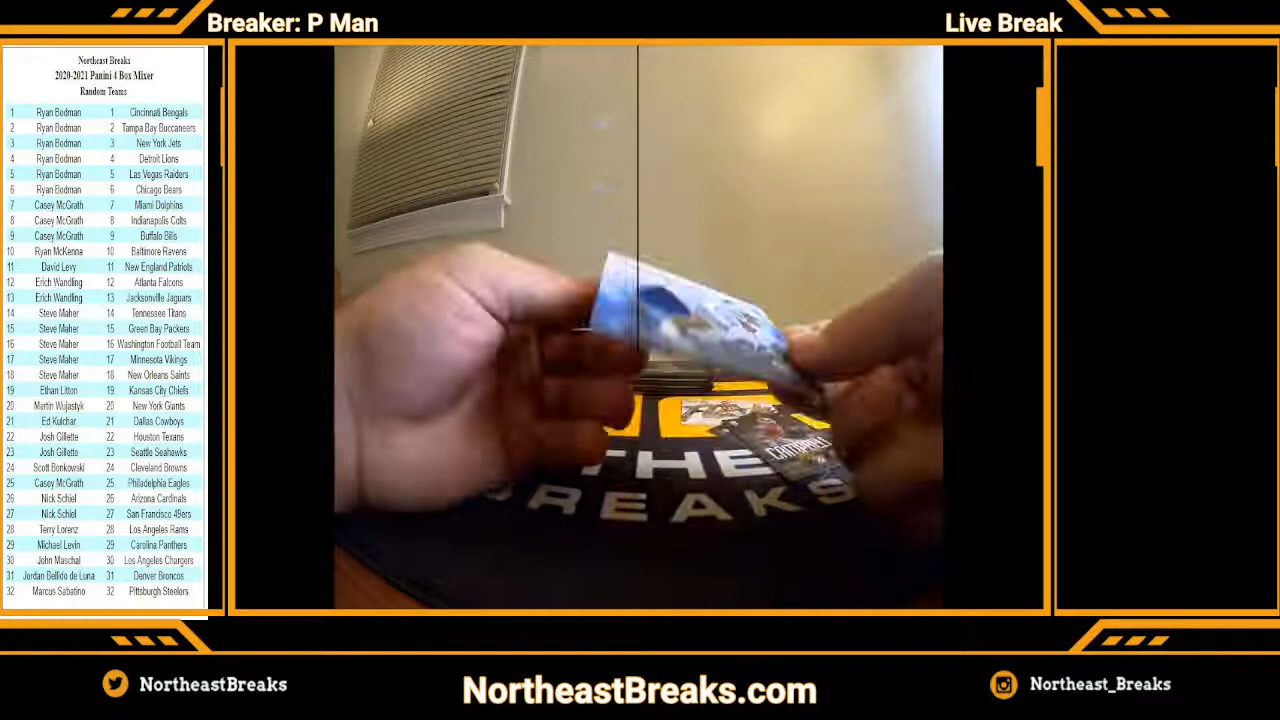 Breaker: P Man
Live Break
Northeast Breaks
2020-2021 Panini 4 Box Mixer
Random Teams
1 Ryan Bodman 1 Cincinnati Bengals
2 Ryan Bodman 2 Tampa Bay Buccaneers
3 Ryan Bodman 3 New York Jets
4 Ryan Bodman 4 Detroit Lions
5 Ryan Bodman 5 Las Vegas Raiders
6 Ryan Bodman 6 Chicago Bears
7 Casey McGrath 7 Miami Dolphins
8 Casey McGrath 8 Indianapolis Colts
9 Casey McGrath 9 Buffalo Bills
10 Ryan McKenna 10 Baltimore Ravens
11 David Levy 11 New England Patriots
12 Erich Wandling 12 Atlanta Falcons
13 Erich Wandling 13 Jacksonville Jaguars
14 Steve Maher 14 Tennessee Titans
15 Steve Maher 15 Green Bay Packers
16 Steve Maher 16 Washington Football Team
17 Steve Maher 17 Minnesota Vikings
18 Steve Maher 18 New Orleans Saints
19 Ethan Litton 19 Kansas City Chiefs
20 Martin Wujastyk 20 New York Giants
21 Ed Kulchar 21 Dallas Cowboys
22 Josh Gillette 22 Houston Texans
23 Josh Gillette 23 Seattle Seahawks
24 Scott Bonkowski 24 Cleveland Browns
25 Casey McGrath 25 Philadelphia Eagles
26 Nick Schiel 26 Arizona Cardinals
27 Nick Schiel 27 San Francisco 49ers
28 Terry Lorenz 28 Los Angeles Rams
29 Michael Levin 29 Carolina Panthers
30 John Maschal 30 Los Angeles Chargers
31 Jordan Bellido de Luna 31 Denver Broncos
32 Marcus Sabatino 32 Pittsburgh Steelers
CAMPBELL
THE
BREAKS
NortheastBreaks
NortheastBreaks.com
Northeast_Breaks